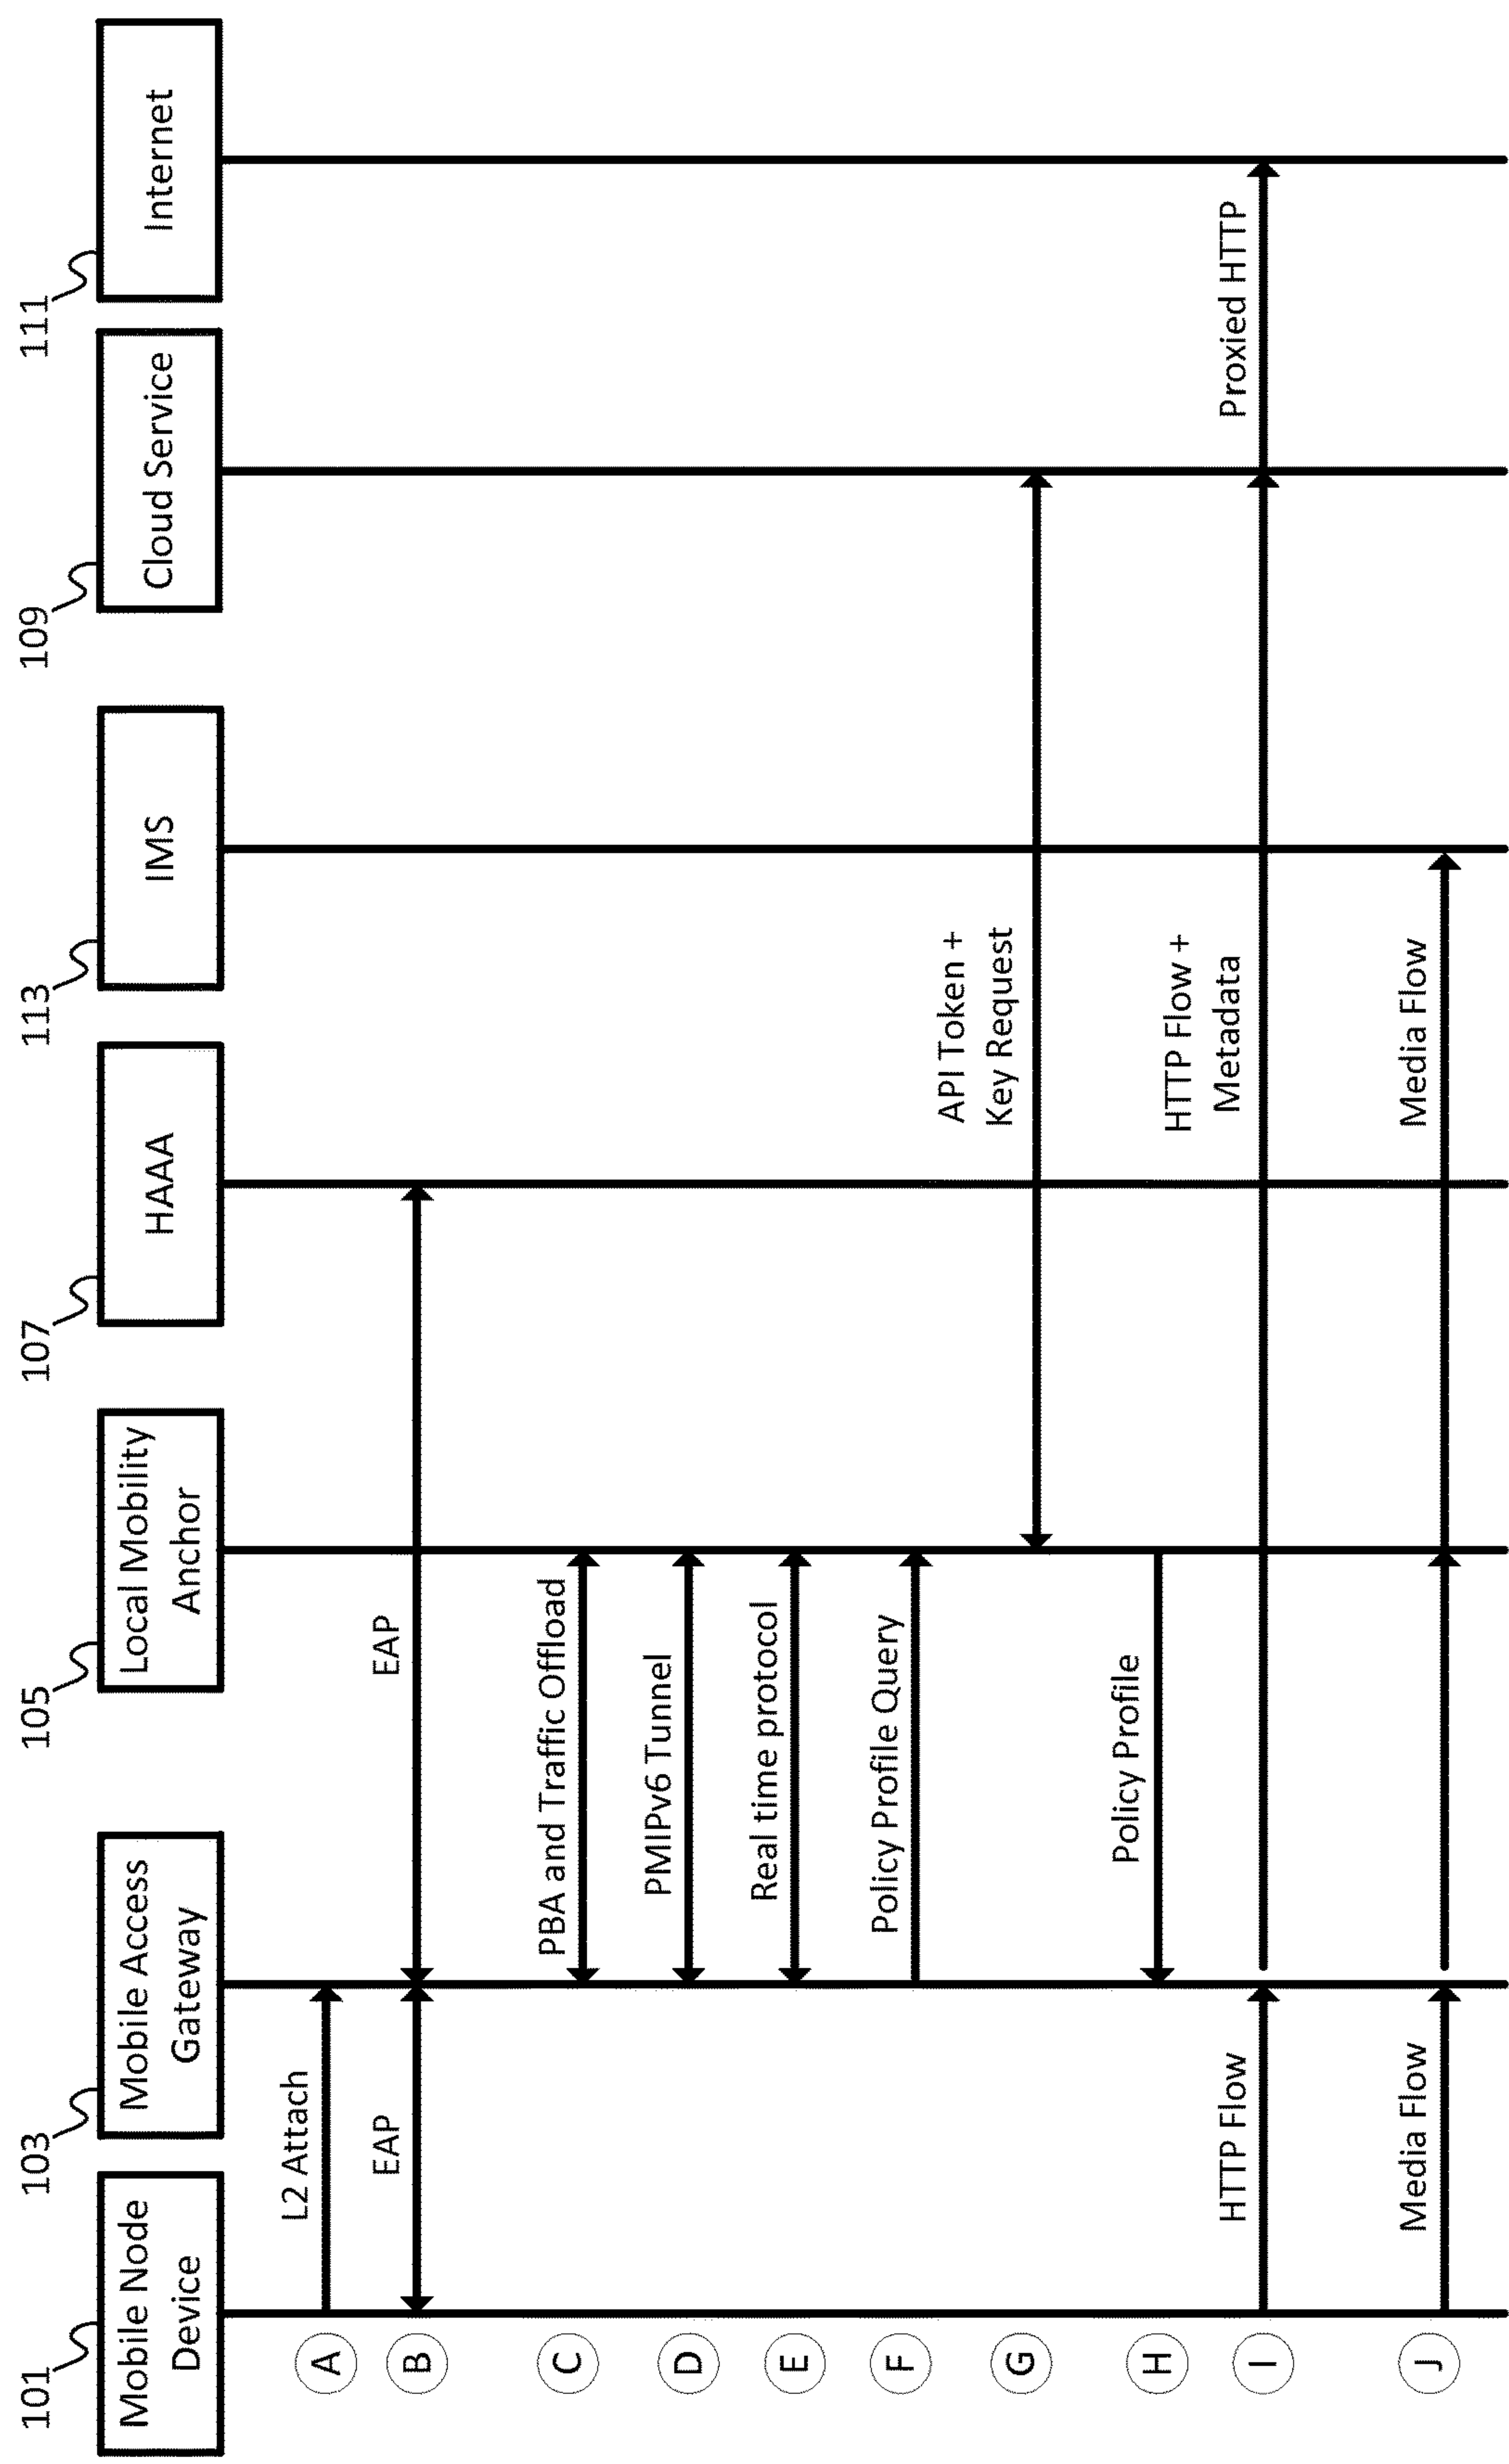 101
Mobile Node
Device
103
Mobile Access
Gateway
105
Local Mobility
Anchor
107
HAAA
113
IMS
109
Cloud Service
111
Internet
A
L2 Attach
B
EAP
EAP
C
PBA and Traffic Offload
D
PMIPv6 Tunnel
E
Real time protocol
F
Policy Profile Query
G
API Token +
Key Request
H
Policy Profile
I
HTTP Flow
HTTP Flow +
Metadata
Proxied HTTP
J
Media Flow
Media Flow